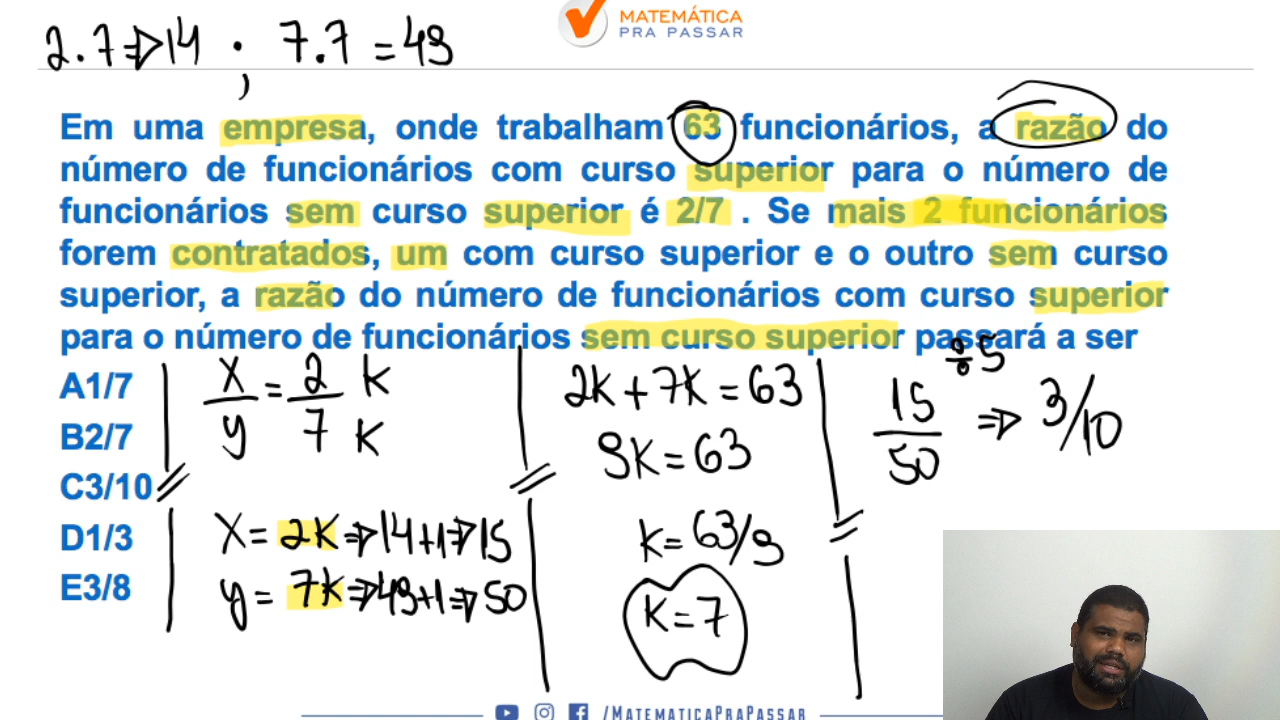 MATEMÁTICA
PRA PASSAR
2.7⇒14 ; 7.7=49
Em uma empresa, onde trabalham 63 funcionários, a razão do
número de funcionários com curso superior para o número de
funcionários sem curso superior é 2/7 . Se mais 2 funcionários
forem contratados, um com curso superior e o outro sem curso
superior, a razão do número de funcionários com curso superior
para o número de funcionários sem curso superior passará a ser
A1/7
B2/7
C3/10
D1/3
E3/8
x/y = 2/7 k k
x = 2k ⇒ 14+1 ⇒ 15
y = 7k ⇒ 49+1 ⇒ 50
2k + 7k = 63
9k = 63
k = 63/9
k = 7
÷5
15/50 ⇒ 3/10
/MATEMATICAPRAPASSAR